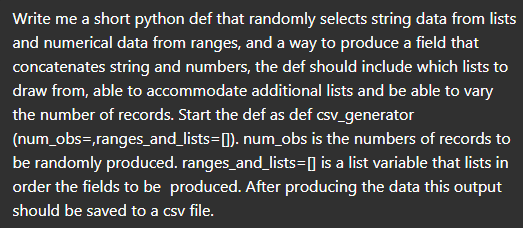 Write me a short python def that randomly selects string data from lists
and numerical data from ranges, and a way to produce a field that
concatenates string and numbers, the def should include which lists to
draw from, able to accommodate additional lists and be able to vary
the number of records. Start the def as def csv_generator
(num_obs=,ranges_and_lists=[]). num_obs is the numbers of records to
be randomly produced. ranges_and_lists=[] is a list variable that lists in
order the fields to be  produced. After producing the data this output
should be saved to a csv file.